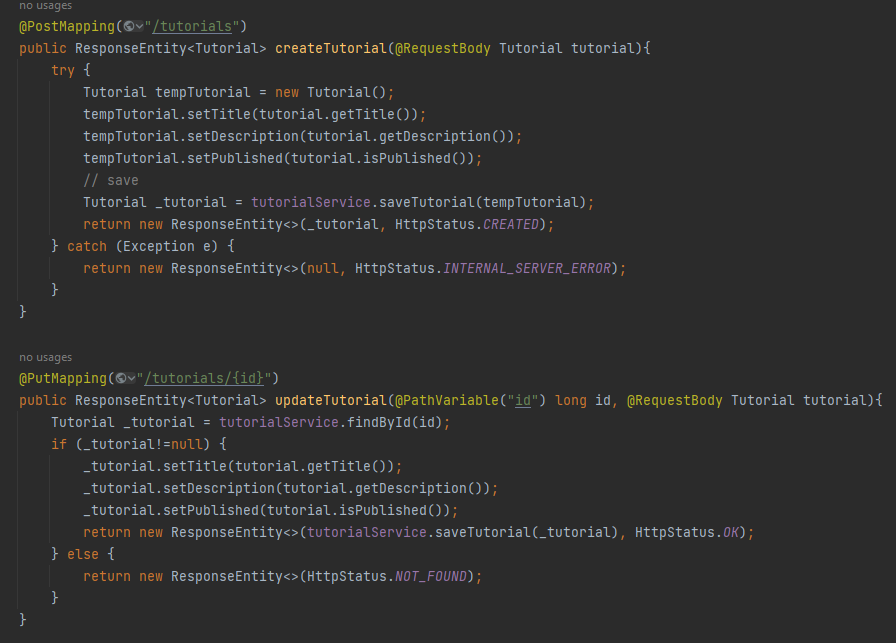 no usages
@PostMapping("/tutorials")
public ResponseEntity<Tutorial> createTutorial(@RequestBody Tutorial tutorial){
    try {
        Tutorial tempTutorial = new Tutorial();
        tempTutorial.setTitle(tutorial.getTitle());
        tempTutorial.setDescription(tutorial.getDescription());
        tempTutorial.setPublished(tutorial.isPublished());
        // save
        Tutorial _tutorial = tutorialService.saveTutorial(tempTutorial);
        return new ResponseEntity<>(_tutorial, HttpStatus.CREATED);
    } catch (Exception e) {
        return new ResponseEntity<>(null, HttpStatus.INTERNAL_SERVER_ERROR);
    }
}
no usages
@PutMapping("/tutorials/{id}")
public ResponseEntity<Tutorial> updateTutorial(@PathVariable("id") long id, @RequestBody Tutorial tutorial){
    Tutorial _tutorial = tutorialService.findById(id);
    if (_tutorial!=null) {
        _tutorial.setTitle(tutorial.getTitle());
        _tutorial.setDescription(tutorial.getDescription());
        _tutorial.setPublished(tutorial.isPublished());
        return new ResponseEntity<>(tutorialService.saveTutorial(_tutorial), HttpStatus.OK);
    } else {
        return new ResponseEntity<>(HttpStatus.NOT_FOUND);
    }
}